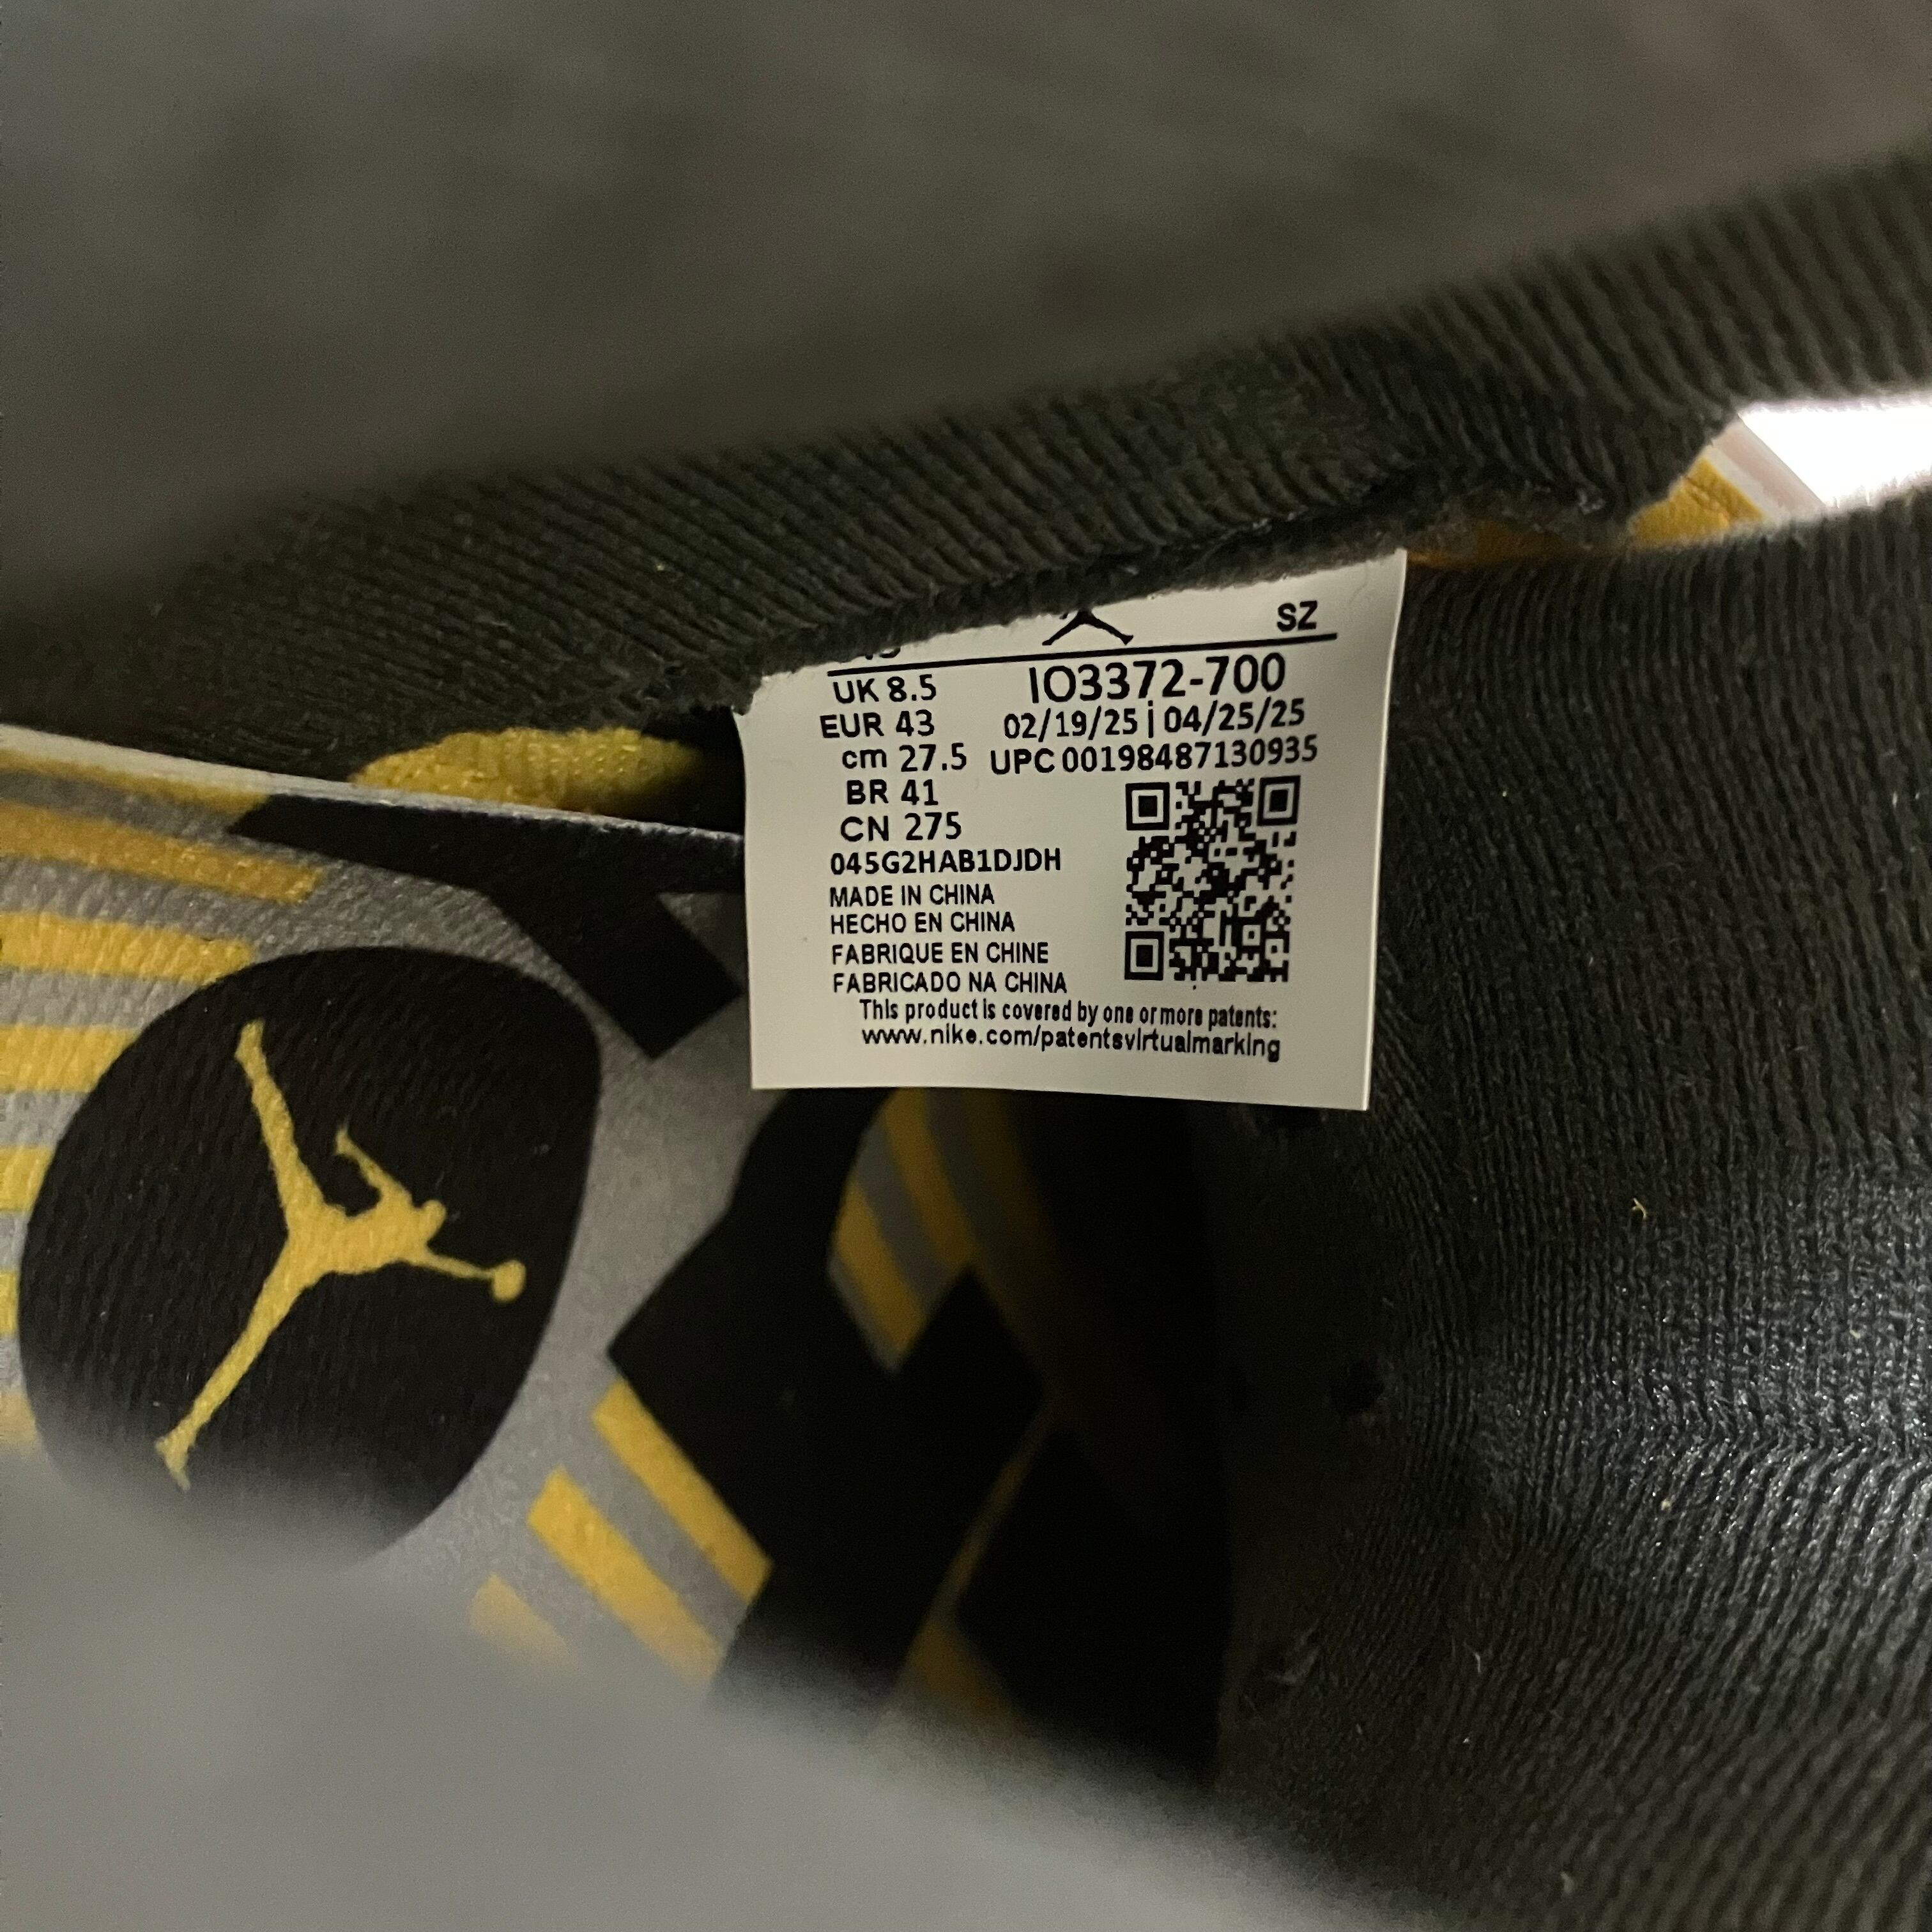 SZ
UK 8.5 IO3372-700
EUR 43 02/19/25 | 04/25/25
cm 27.5 UPC 00198487130935
BR 41
CN 275
045G2HAB1DJDH
MADE IN CHINA
HECHO EN CHINA
FABRIQUE EN CHINE
FABRICADO NA CHINA
This product is covered by one or more patents:
www.nike.com/patentsvirtualmarking